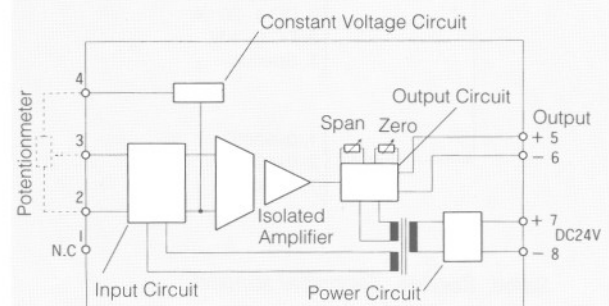 Constant Voltage Circuit
4
Output Circuit
Potentionmeter
Span
Zero
Output
+ 5
3
- 6
2
Isolated
Amplifier
+ 7
1
DC24V
N.C
- 8
Input Circuit
Power Circuit